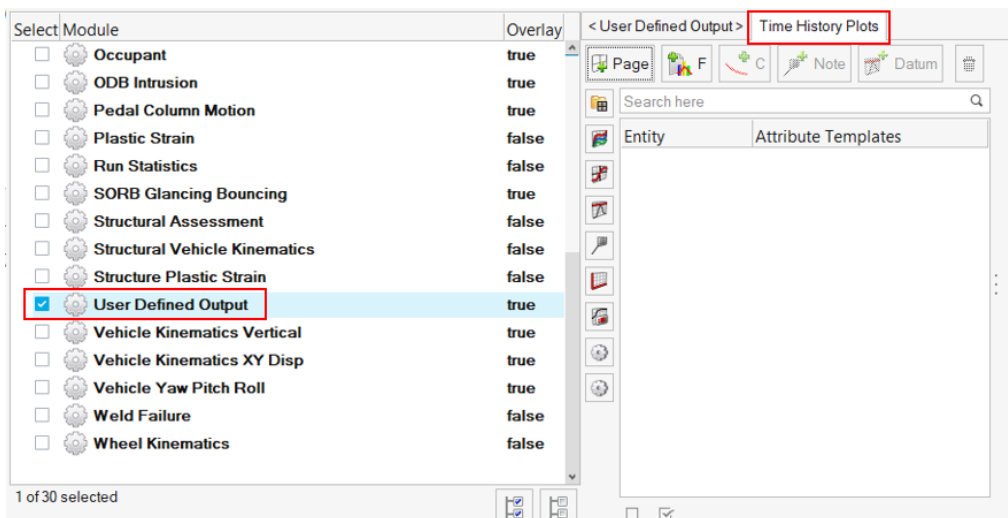 Select Module Overlay
Occupant true
ODB Intrusion true
Pedal Column Motion true
Plastic Strain false
Run Statistics false
SORB Glancing Bouncing true
Structural Assessment false
Structural Vehicle Kinematics false
Structure Plastic Strain false
User Defined Output true
Vehicle Kinematics Vertical true
Vehicle Kinematics XY Disp true
Vehicle Yaw Pitch Roll true
Weld Failure false
Wheel Kinematics false
1 of 30 selected
< User Defined Output > Time History Plots
Page F C Note Datum
Search here
Entity Attribute Templates